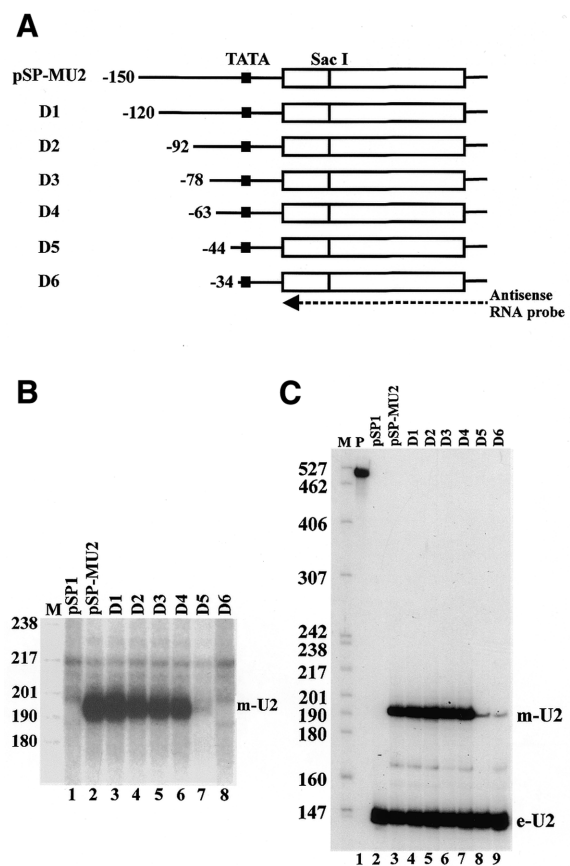 A
TATA Sac I
pSP-MU2 -150
D1 -120
D2 -92
D3 -78
D4 -63
D5 -44
D6 -34
Antisense
RNA probe
B
M pSP1 pSP-MU2 D1 D2 D3 D4 D5 D6
238
217
201
190
180
m-U2
1 2 3 4 5 6 7 8
C
M P pSP1 pSP-MU2 D1 D2 D3 D4 D5 D6
527
462
406
307
242
238
217
201
190
180
160
147
m-U2
e-U2
1 2 3 4 5 6 7 8 9